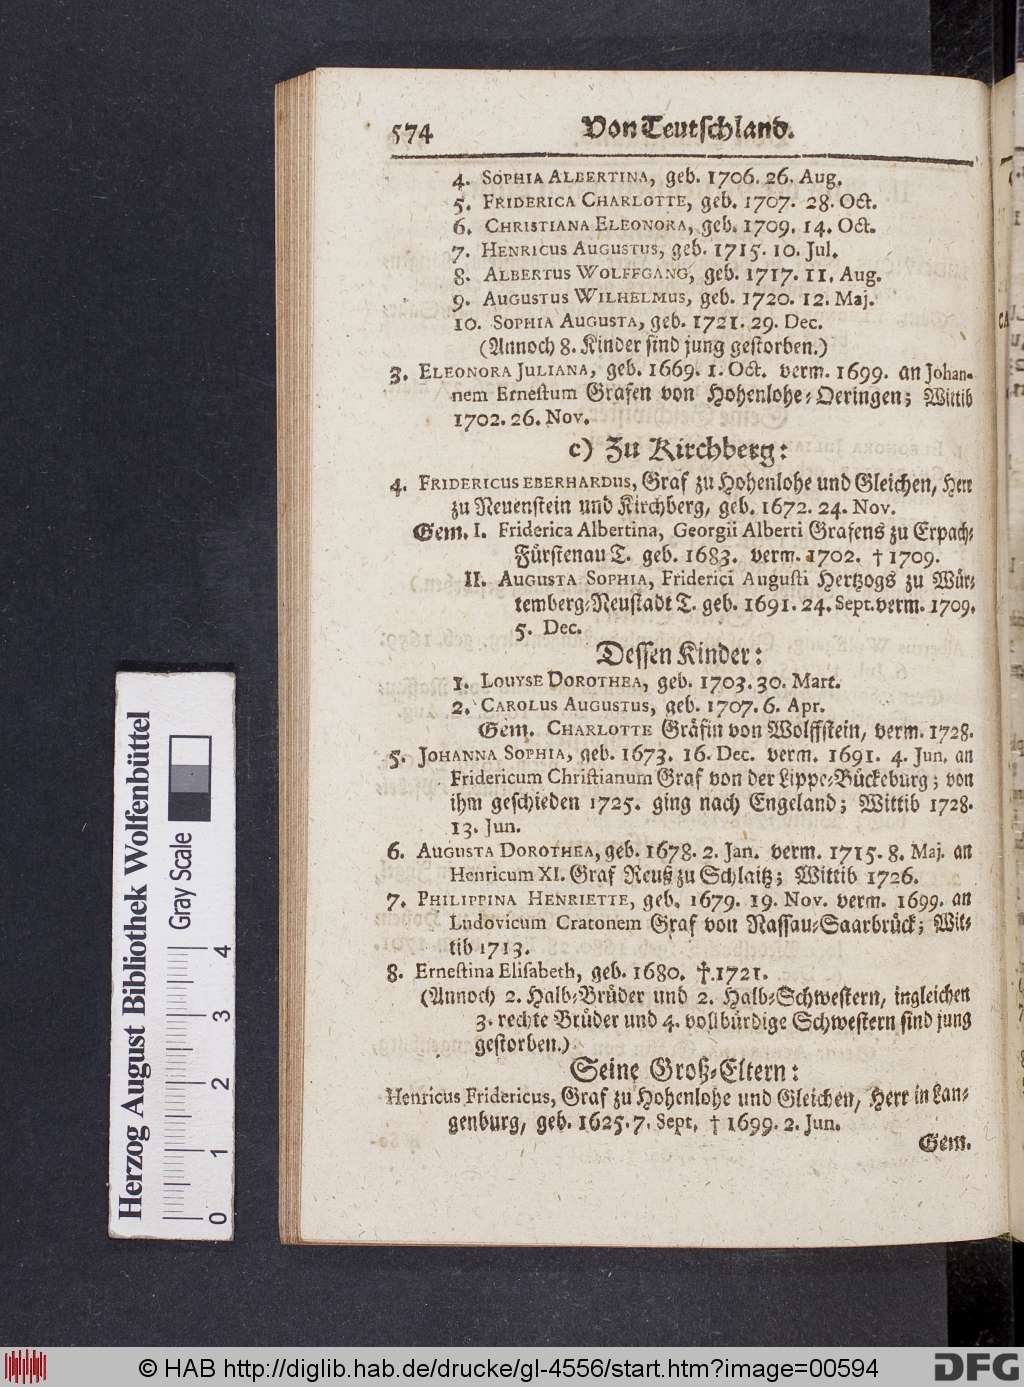 574 Von Teutschland.
4. SOPHIA ALBERTINA, geb. 1706. 26. Aug.
5. FRIDERICA CHARLOTTE, geb. 1707. 28. Oct.
6. CHRISTIANA ELEONORA, geb. 1709. 14. Oct.
7. HENRICUS AUGUSTUS, geb. 1715. 10. Jul.
8. ALBERTUS WOLFFGANG, geb. 1717. 11. Aug.
9. AUGUSTUS WILHELMUS, geb. 1720. 12. Maj.
10. SOPHIA AUGUSTA, geb. 1721. 29. Dec.
(Annoch 8. Kinder sind jung gestorben.)
3. ELEONORA JULIANA, geb. 1669. 1. Oct. verm. 1699. an Johan-
nem Ernestum Grafen von Hohenlohe-Oeringen; Wittib
1702. 26. Nov.
c) Zu Kirchberg:
4. FRIDERICUS EBERHARDUS, Graf zu Hohenlohe und Gleichen, Herr
zu Neuenstein und Kirchberg, geb. 1672. 24. Nov.
Gem. I. Friderica Albertina, Georgii Alberti Grafens zu Erpach-
Fürstenau T. geb. 1683. verm. 1702. † 1709.
II. AUGUSTA SOPHIA, Friderici Augusti Hertzogs zu Wür-
temberg-Neustadt T. geb. 1691. 24. Sept. verm. 1709.
5. Dec.
Dessen Kinder:
1. LOUYSE DOROTHEA, geb. 1703. 30. Mart.
2. CAROLUS AUGUSTUS, geb. 1707. 6. Apr.
Gem. CHARLOTTE Gräfin von Wolffstein, verm. 1728.
5. JOHANNA SOPHIA, geb. 1673. 16. Dec. verm. 1691. 4. Jun. an
Fridericum Christianum Graf von der Lippe-Bückeburg; von
ihm geschieden 1725. ging nach Engeland; Wittib 1728.
13. Jun.
6. AUGUSTA DOROTHEA, geb. 1678. 2. Jan. verm. 1715. 8. Maj. an
Henricum XI. Graf Reuß zu Schlaitz; Wittib 1726.
7. PHILIPPINA HENRIETTE, geb. 1679. 19. Nov. verm. 1699. an
Ludovicum Cratonem Graf von Nassau-Saarbrück; Wit-
tib 1713.
8. Ernestina Elisabeth, geb. 1680. †. 1721.
(Annoch 2. Halb-Brüder und 2. Halb-Schwestern, ingleichen
3. rechte Brüder und 4. vollbürdige Schwestern sind jung
gestorben.)
Seine Groß-Eltern:
Henricus Fridericus, Graf zu Hohenlohe und Gleichen, Herr in Lan-
genburg, geb. 1625. 7. Sept. † 1699. 2. Jun.
Gem.
Herzog August Bibliothek Wolfenbüttel
Gray Scale
0 1 2 3 4
© HAB http://diglib.hab.de/drucke/gl-4556/start.htm?image=00594
DFG